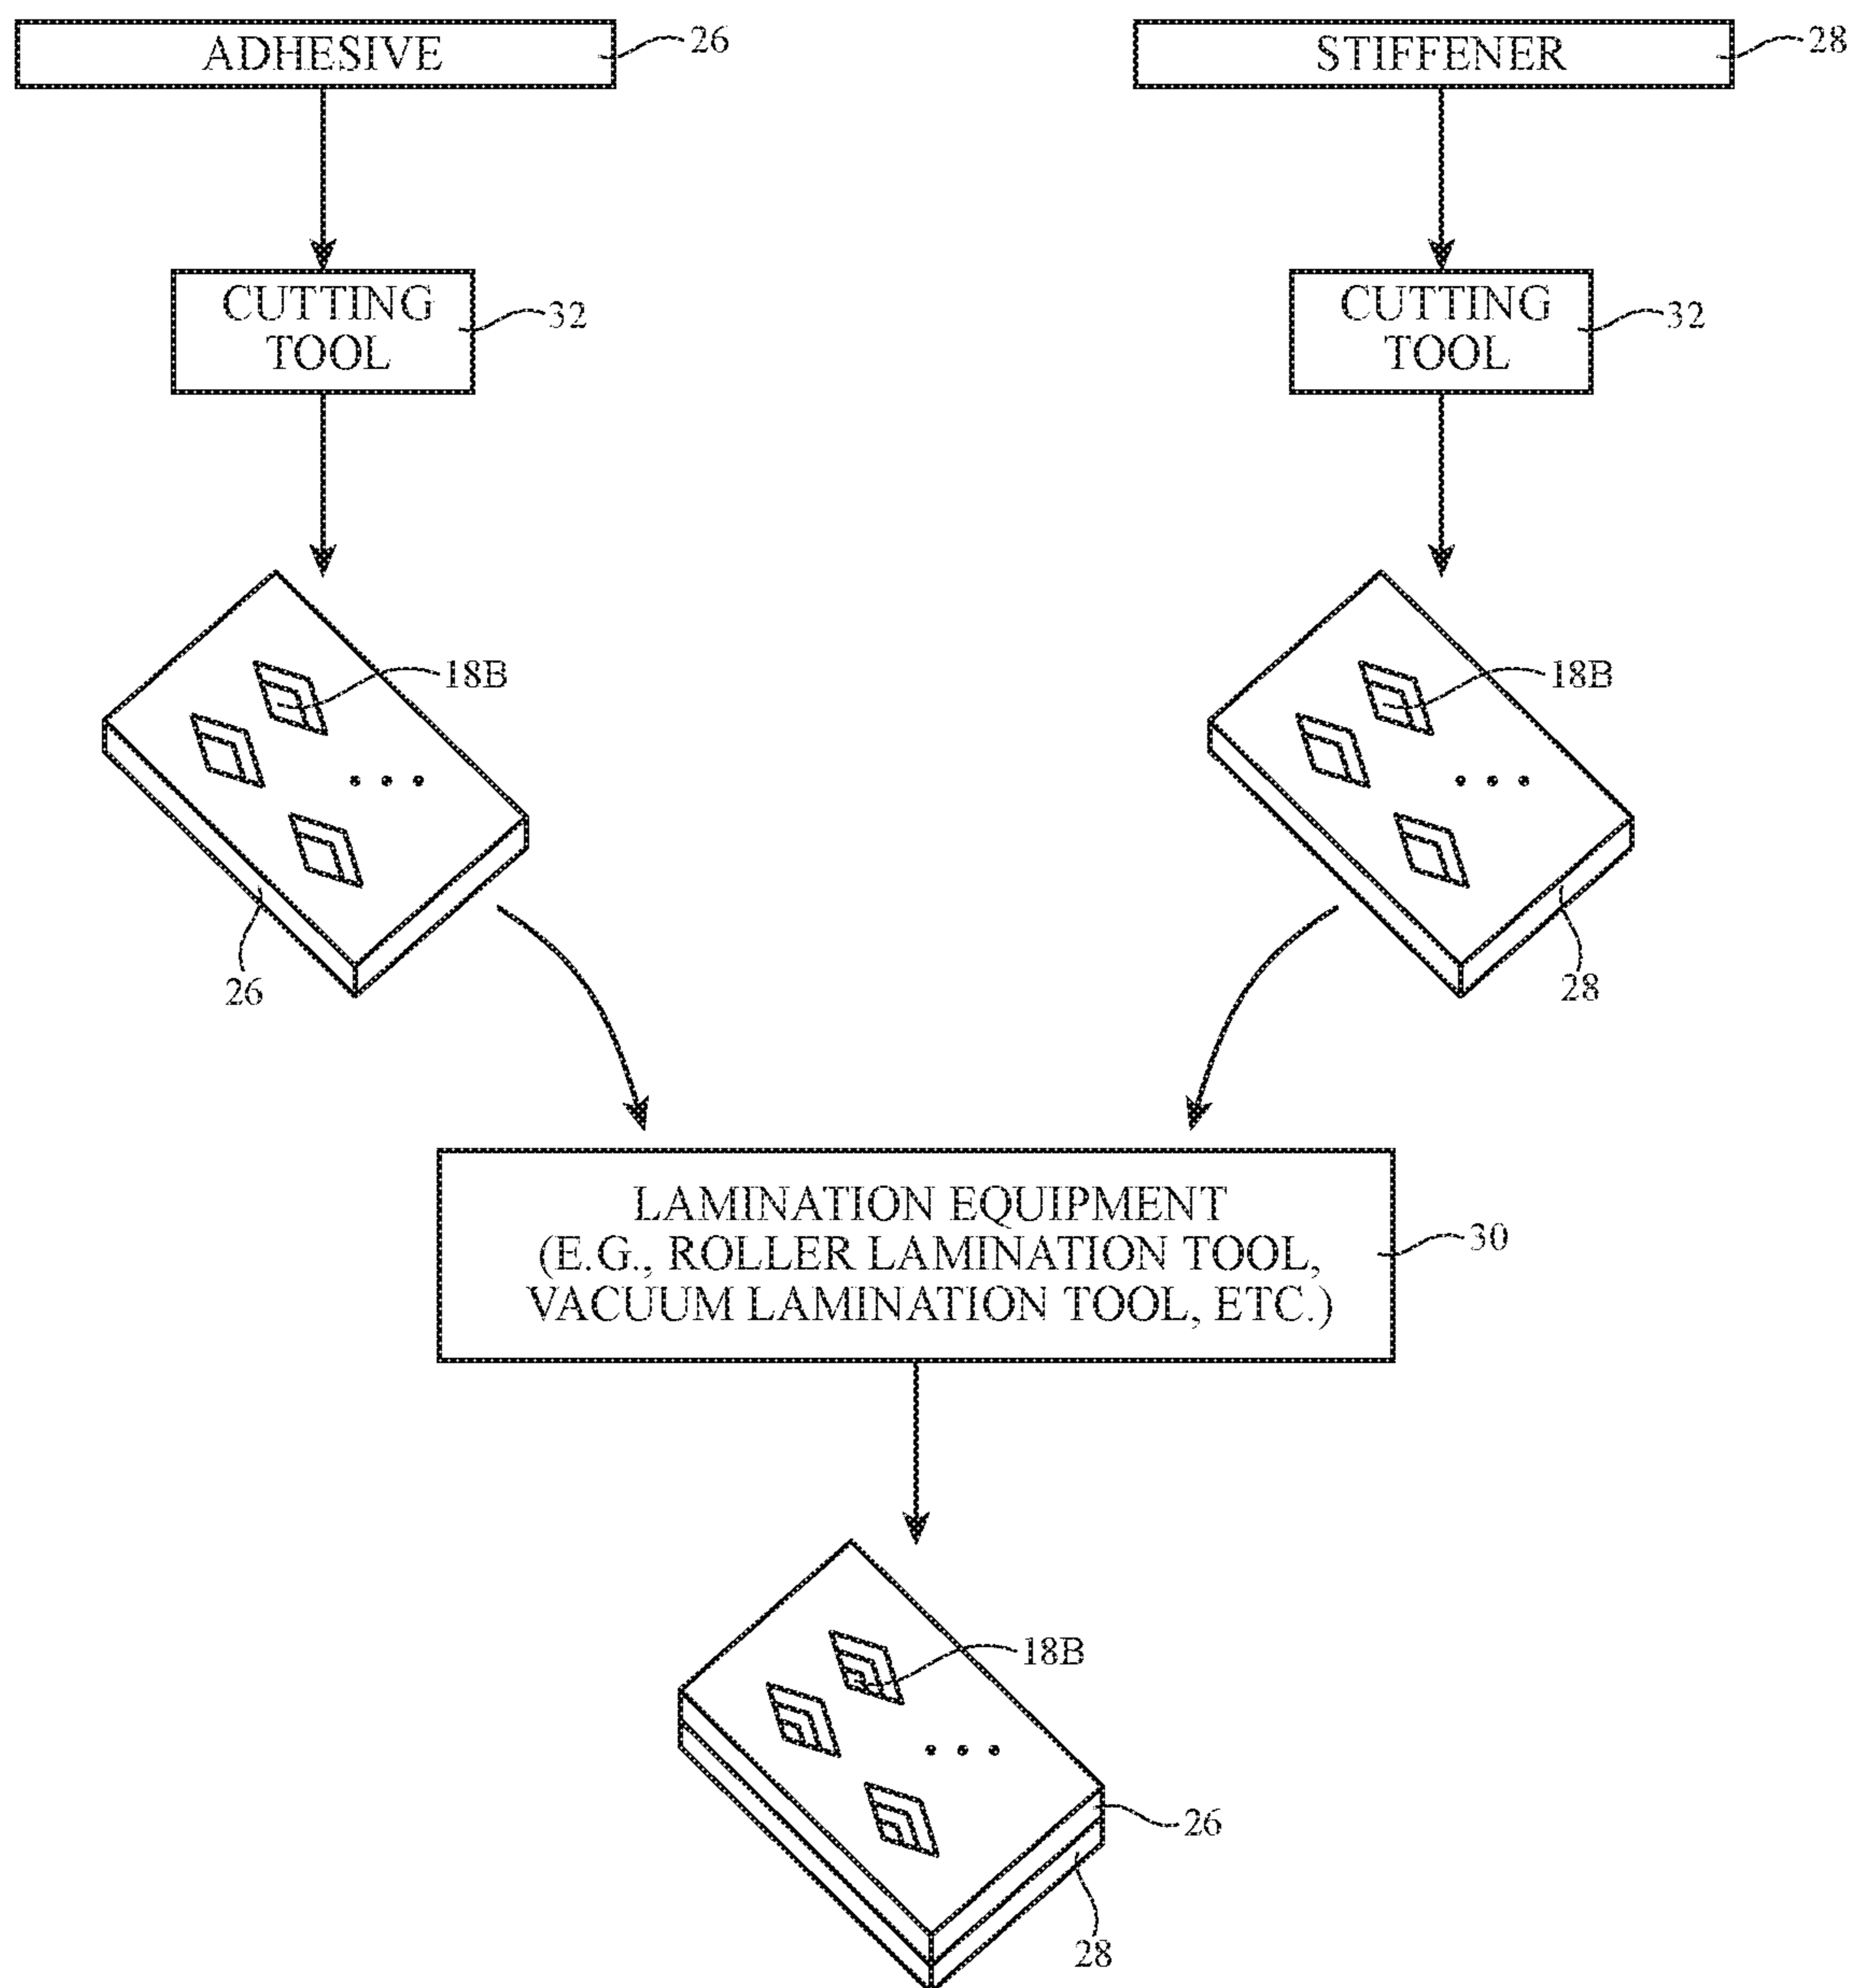 ADHESIVE
26
STIFFENER
28
CUTTING
TOOL
32
CUTTING
TOOL
32
18B
18B
26
28
LAMINATION EQUIPMENT
(E.G., ROLLER LAMINATION TOOL,
VACUUM LAMINATION TOOL, ETC.)
30
18B
26
28